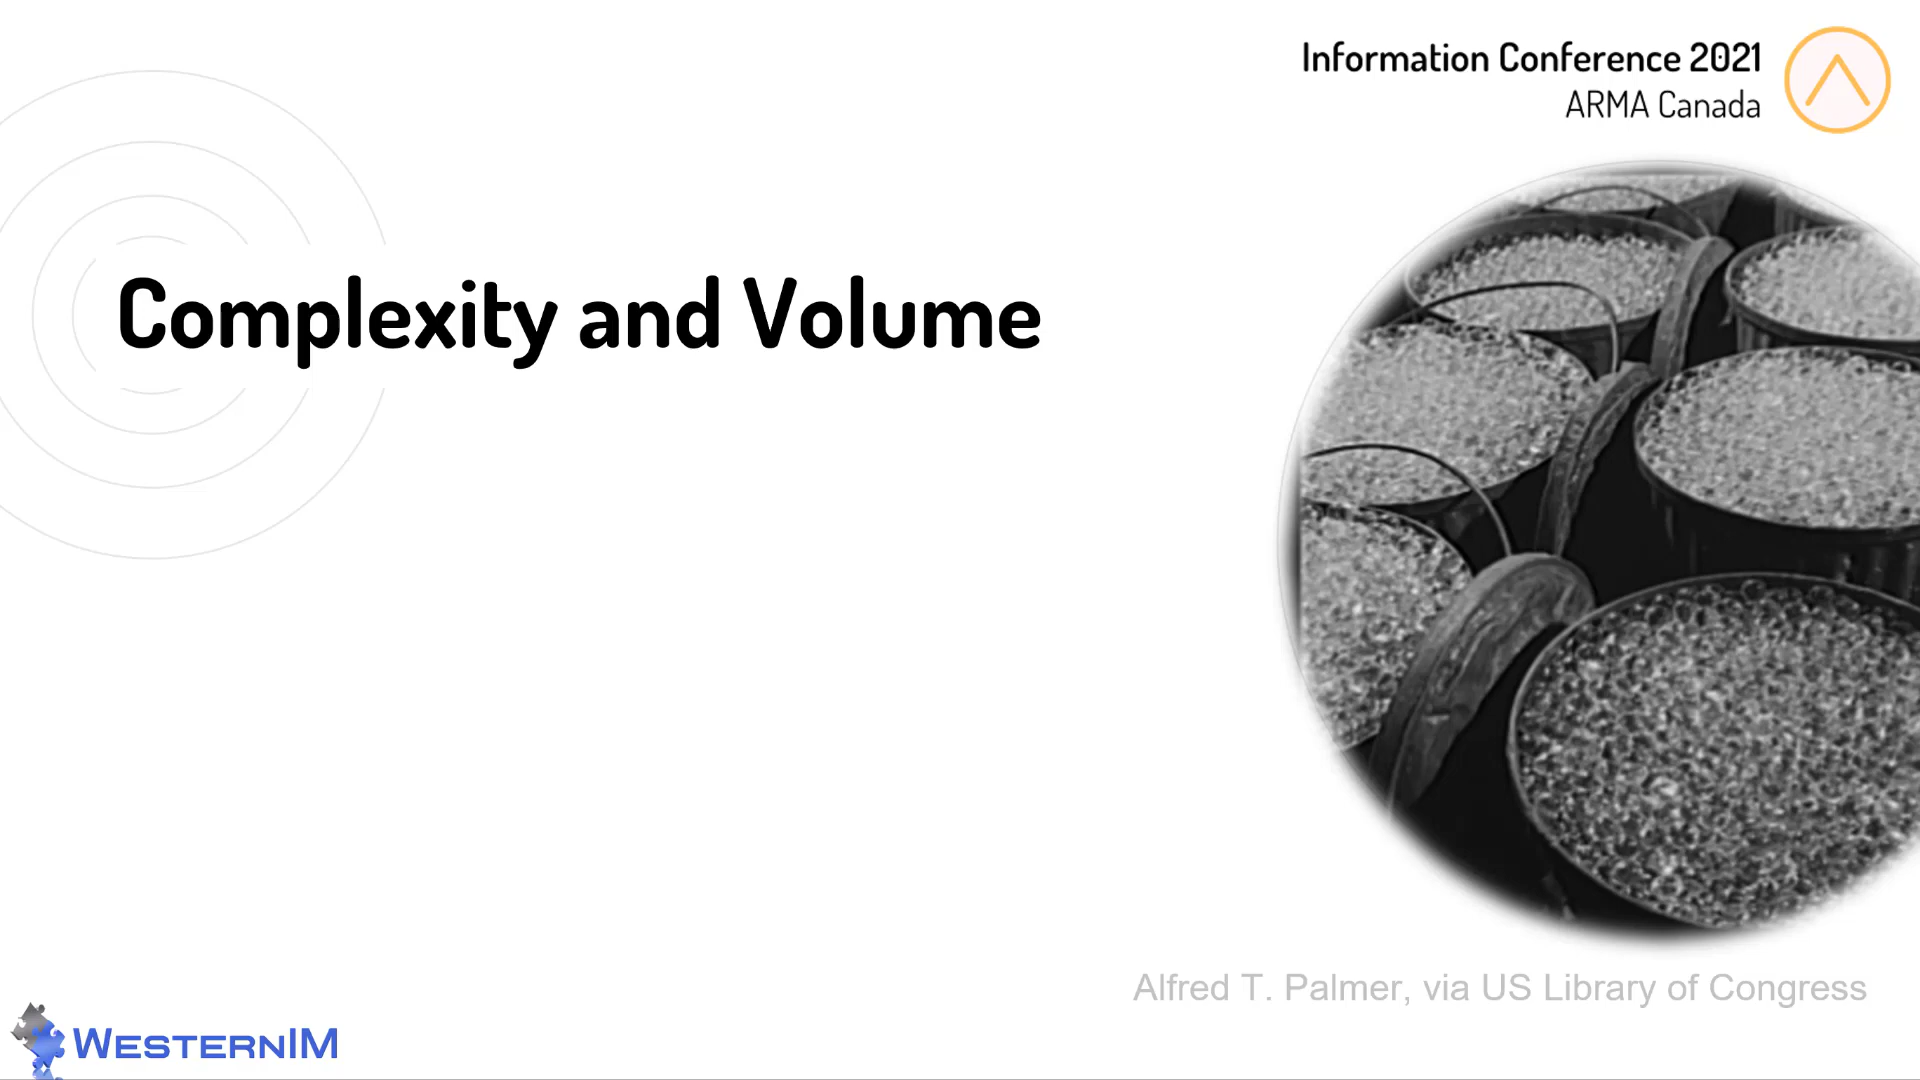 Information Conference 2021
ARMA Canada
Complexity and Volume
Alfred T. Palmer, via US Library of Congress
WESTERNIM